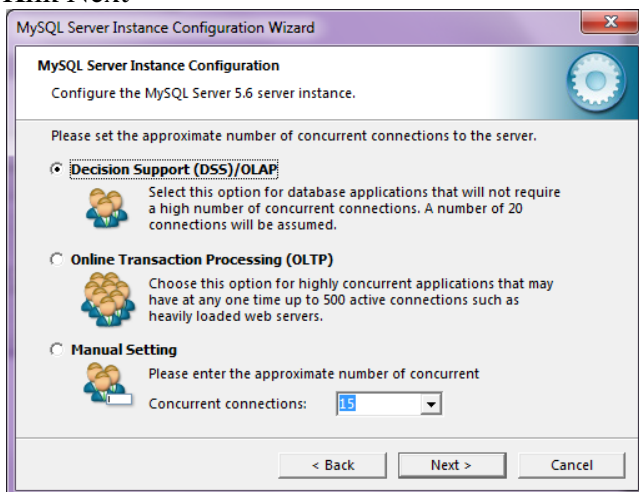 Klik Next
MySQL Server Instance Configuration Wizard
MySQL Server Instance Configuration
Configure the MySQL Server 5.6 server instance.
Please set the approximate number of concurrent connections to the server.
Decision Support (DSS)/OLAP
Select this option for database applications that will not require
a high number of concurrent connections. A number of 20
connections will be assumed.
Online Transaction Processing (OLTP)
Choose this option for highly concurrent applications that may
have at any one time up to 500 active connections such as
heavily loaded web servers.
Manual Setting
Please enter the approximate number of concurrent
Concurrent connections: 15
< Back Next > Cancel